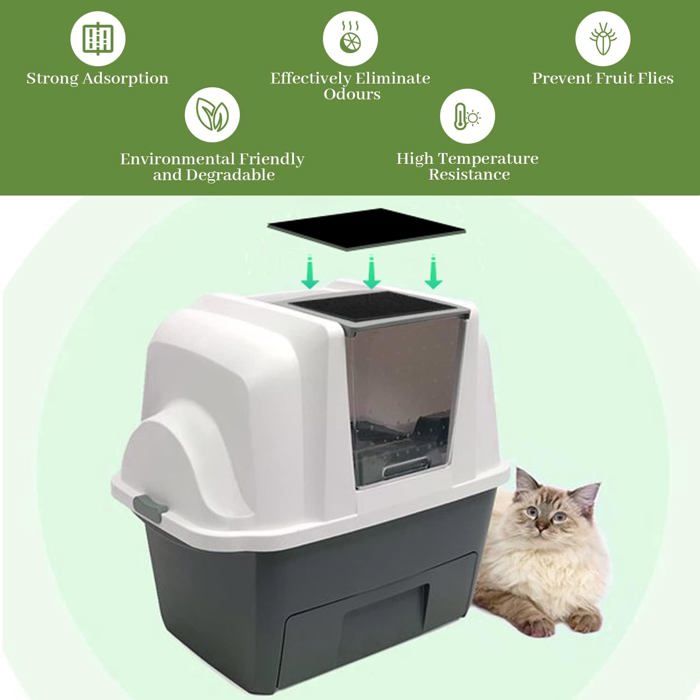 Strong Adsorption
Effectively Eliminate
Odours
Prevent Fruit Flies
Environmental Friendly
and Degradable
High Temperature
Resistance